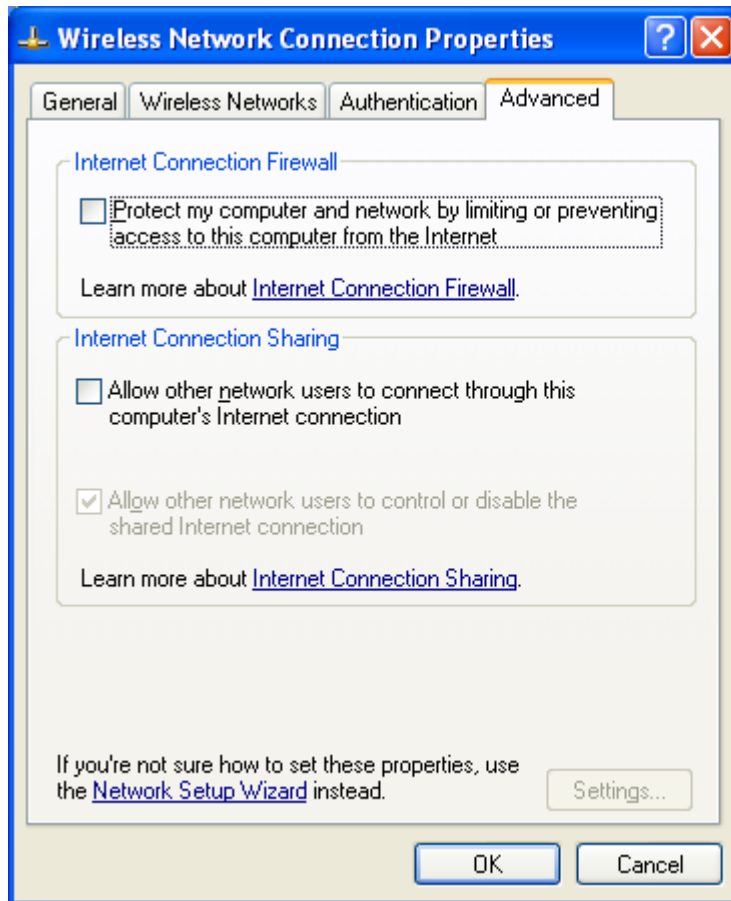 Wireless Network Connection Properties
General
Wireless Networks
Authentication
Advanced
Internet Connection Firewall
Protect my computer and network by limiting or preventing
access to this computer from the Internet
Learn more about Internet Connection Firewall.
Internet Connection Sharing
Allow other network users to connect through this
computer's Internet connection
Allow other network users to control or disable the
shared Internet connection
Learn more about Internet Connection Sharing.
If you're not sure how to set these properties, use
the Network Setup Wizard instead.
Settings...
OK
Cancel